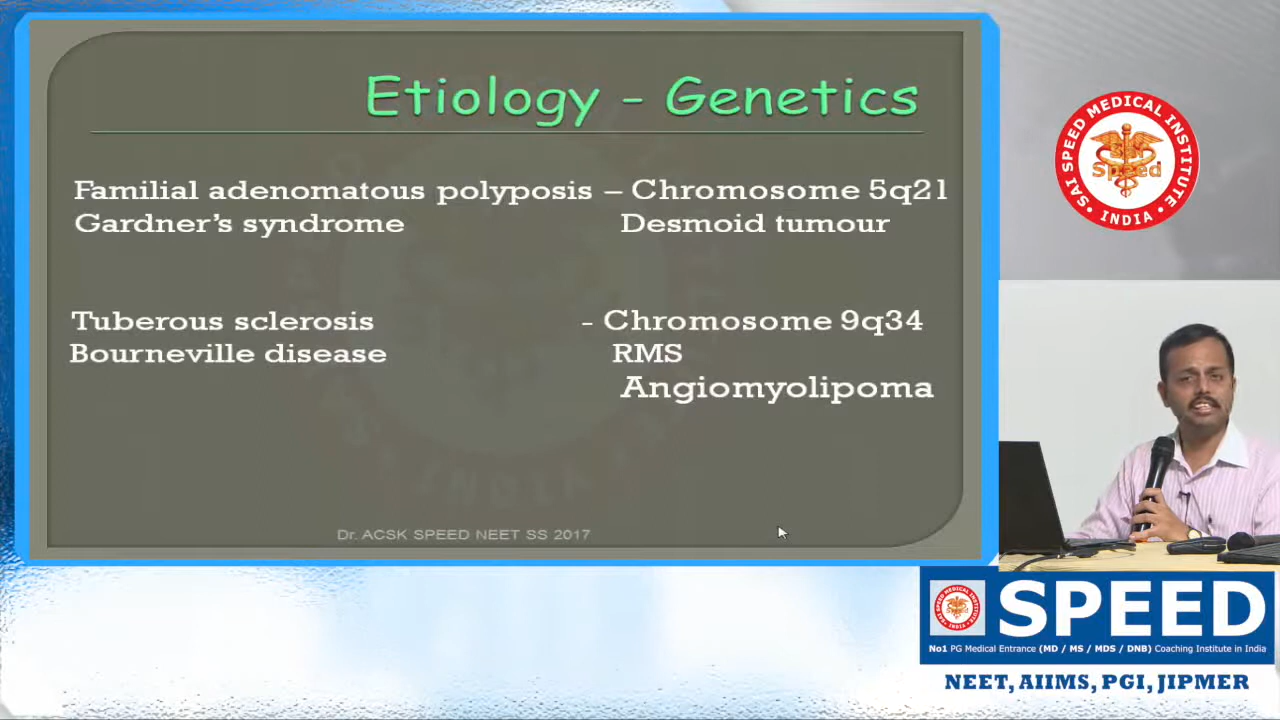 Etiology - Genetics
Familial adenomatous polyposis – Chromosome 5q21
Gardner's syndrome Desmoid tumour
Tuberous sclerosis - Chromosome 9q34
Bourneville disease RMS
Angiomyolipoma
Dr. ACSK SPEED NEET SS 2017
SAI SPEED MEDICAL INSTITUTE
Speed
• INDIA •
SPEED
No1 PG Medical Entrance (MD / MS / MDS / DNB) Coaching Institute in India
NEET, AIIMS, PGI, JIPMER